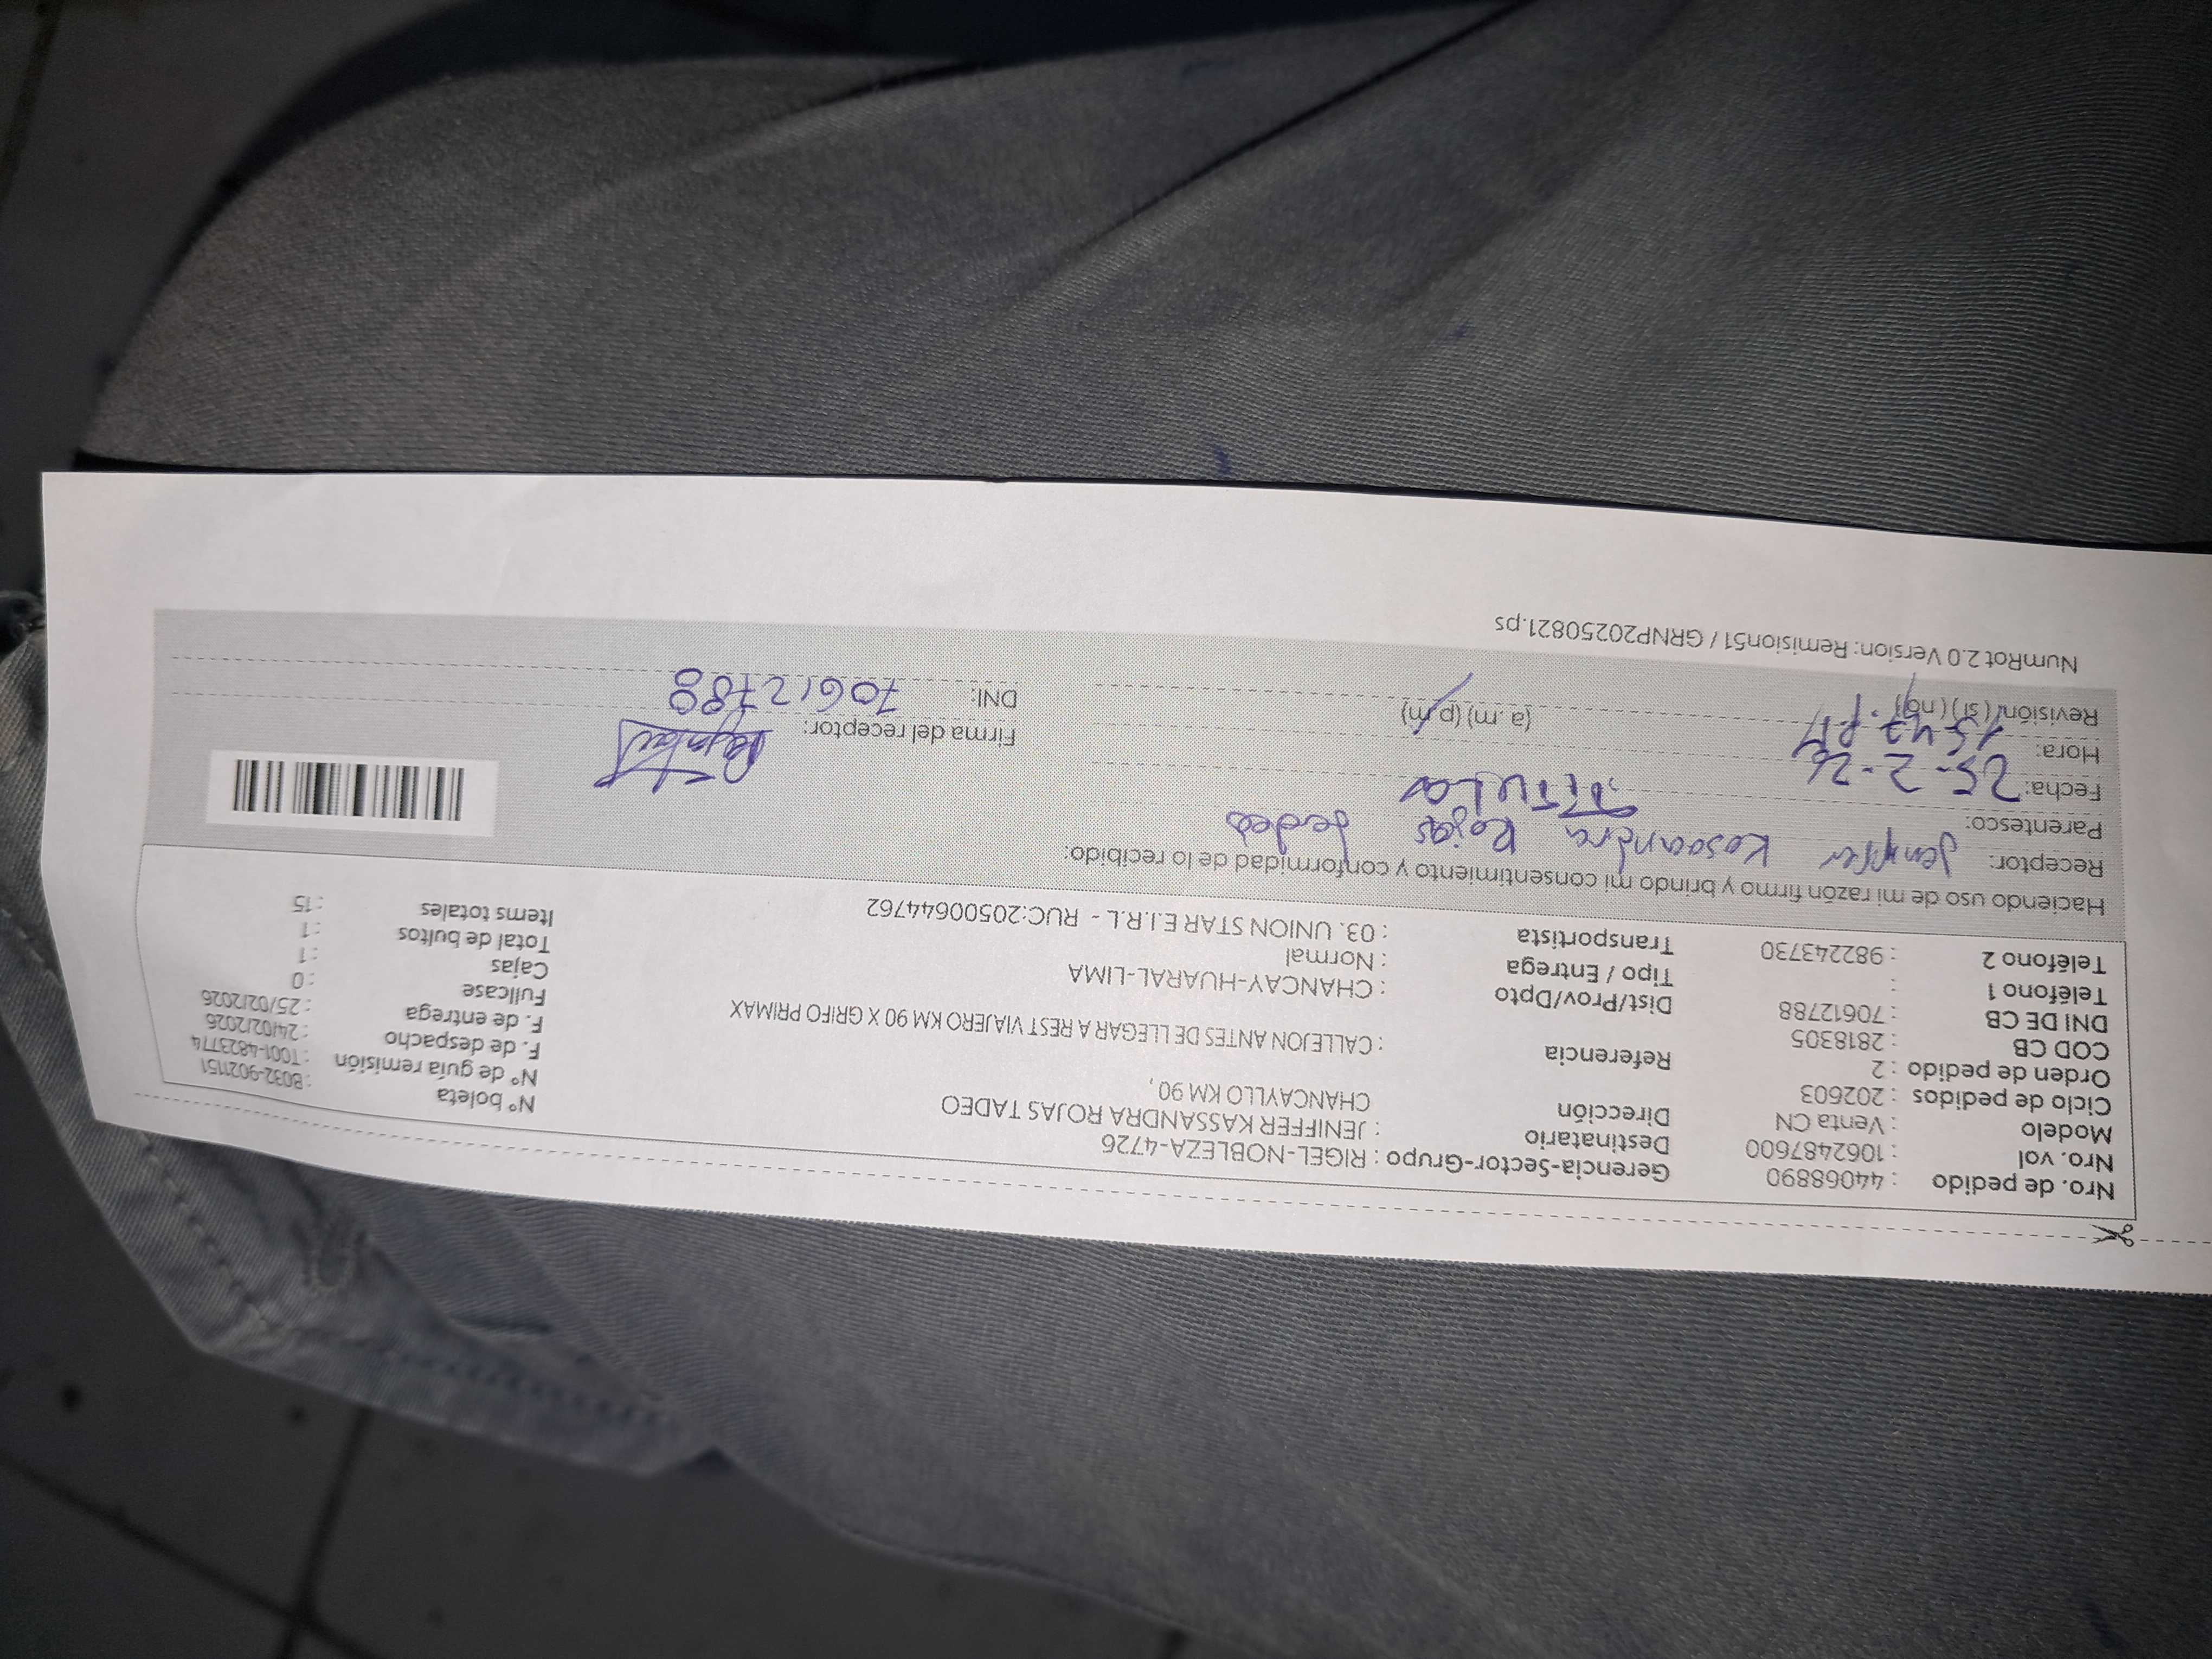 Nro. de pedido : 44068890 Gerencia-Sector-Grupo : RIGEL-NOBLEZA-4726 N° boleta : B032-902151
Nro. vol : 1062487600 Destinatario : JENIFFER KASSANDRA ROJAS TADEO N° de guía remisión : T001-4823774
Modelo : Venta CN Dirección CHANCAYLLO KM 90 , F. de despacho : 24/02/2026
Ciclo de pedidos : 202603 F. de entrega : 25/02/2026
Orden de pedido : 2 Referencia : CALLEJON ANTES DE LLEGAR A REST VIAJERO KM 90 X GRIFO PRIMAX Fullcase : 0
COD CB : 2818305 Cajas : 1
DNI DE CB : 70612788 Dist/Prov/Dpto : CHANCAY-HUARAL-LIMA Total de bultos : 1
Teléfono 1 : Tipo / Entrega : Normal Items totales : 15
Teléfono 2 : 982243730 Transportista : 03. UNION STAR E.I.R.L - RUC:20500644762
Haciendo uso de mi razón firmo y brindo mi consentimiento y conformidad de lo recibido:
Receptor: Kassandra Rojas
Parentesco: Titular
Fecha: 25-2-26 Firma del receptor:
Hora: 15:47 PM (a. m) (p. m) DNI: 70612788
Revisión: (si) (no)
NumRot 2.0 Version: Remision51 / GRNP20250821.ps